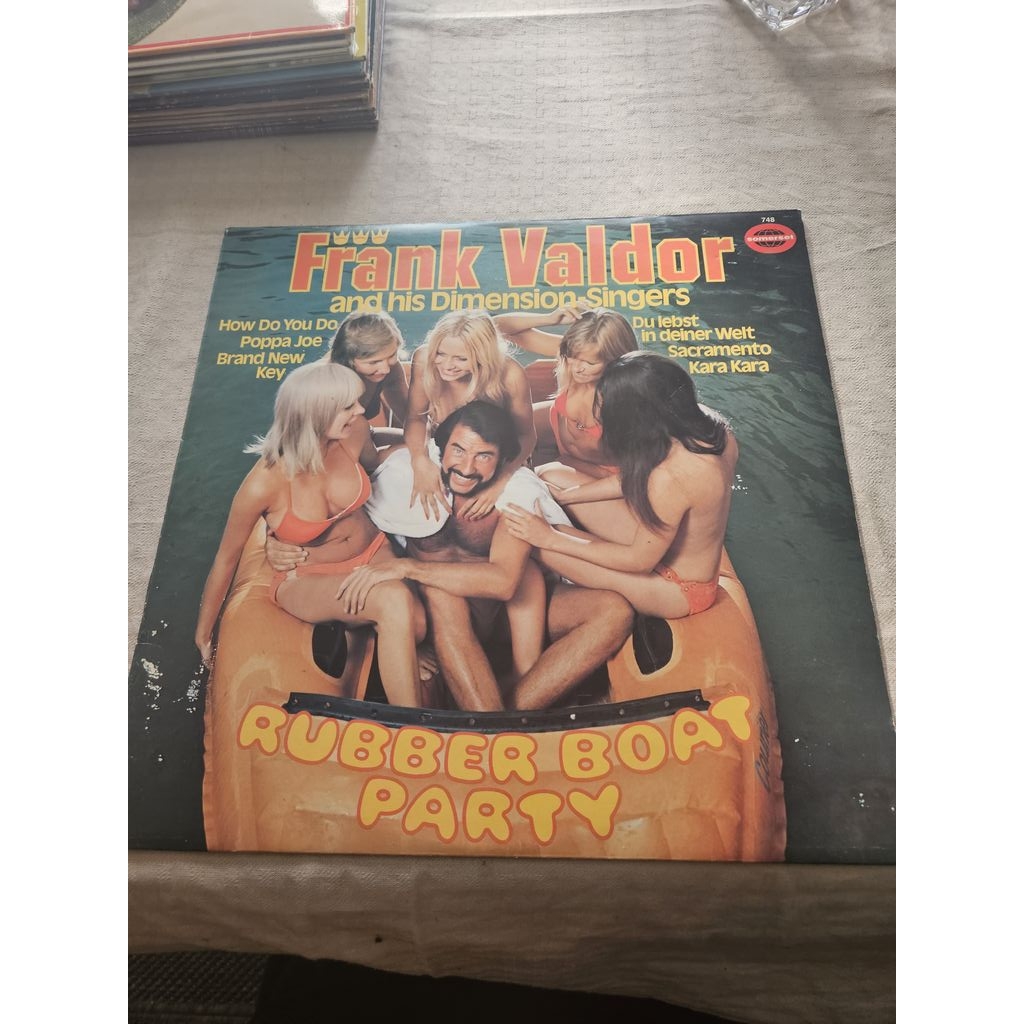 748
somerset
Frank Valdor
and his Dimension-Singers
How Do You Do
Poppa Joe
Brand New
Key
Du lebst
in deiner Welt
Sacramento
Kara Kara
RUBBER BOAT
PARTY